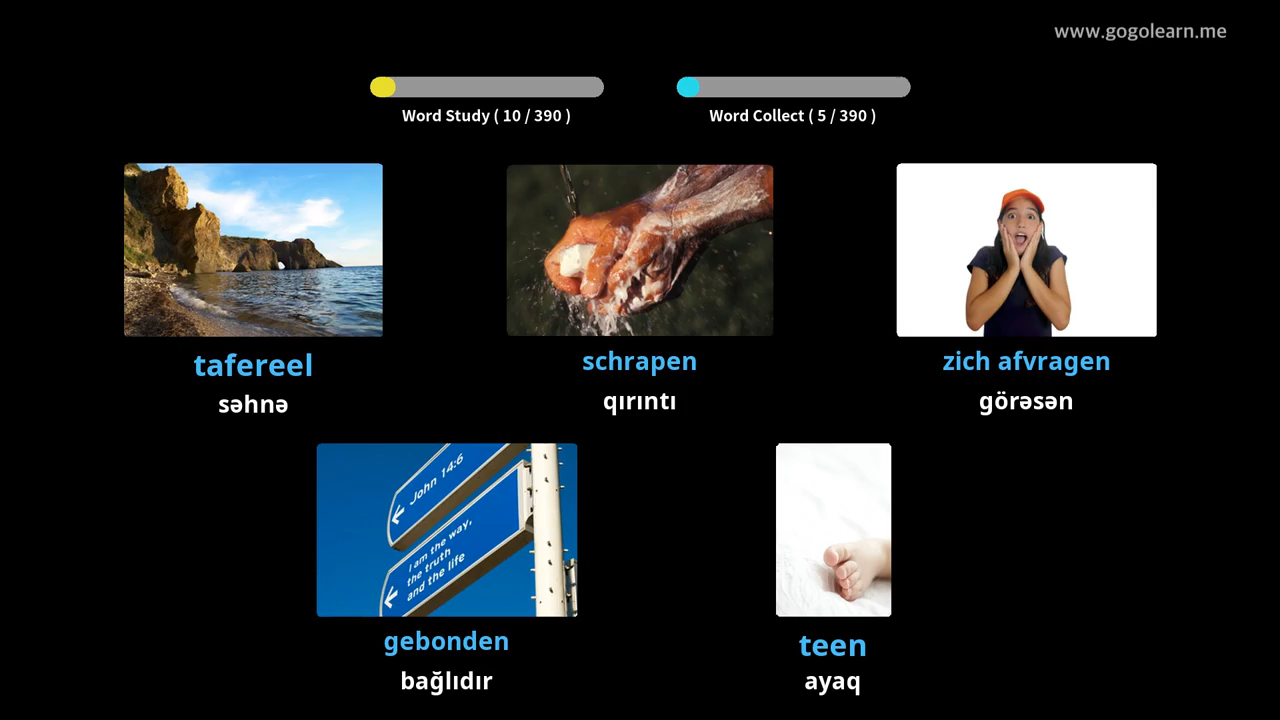 www.gogolearn.me
Word Study ( 10 / 390 )
Word Collect ( 5 / 390 )
tafereel
səhnə
schrapen
qırıntı
zich afvragen
görəsən
John 14:6
I am the way,
the truth
and the life
gebonden
bağlıdır
teen
ayaq